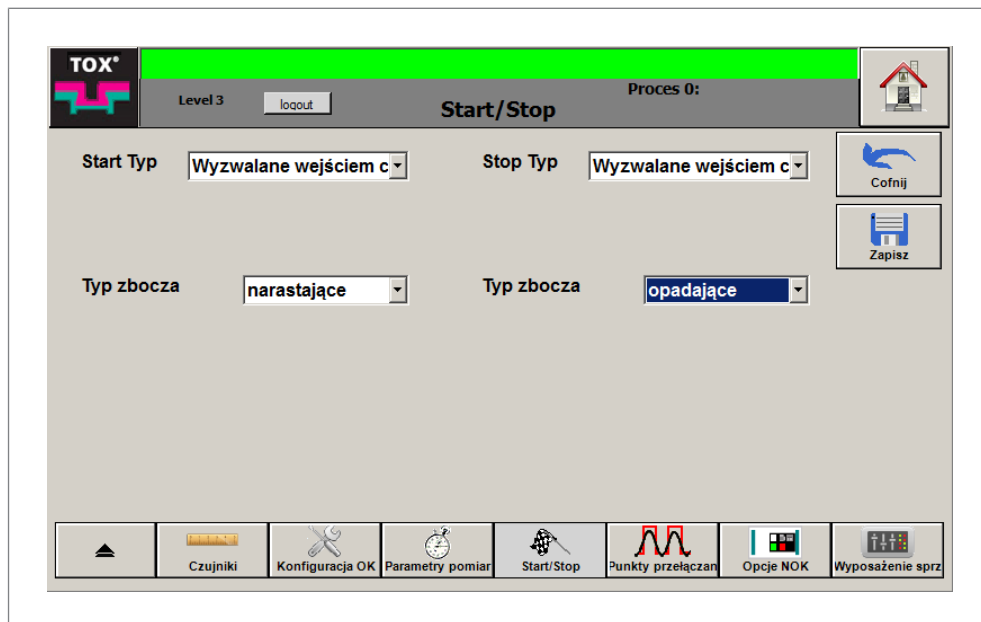 TOX®
Level 3
logout
Start/Stop
Proces 0:
Start Typ
Wyzwalane wejściem c
Stop Typ
Wyzwalane wejściem c
Cofnij
Zapisz
Typ zbocza
narastające
Typ zbocza
opadające
Czujniki
Konfiguracja OK
Parametry pomiar
Start/Stop
Punkty przełączan
Opcje NOK
Wyposażenie sprz